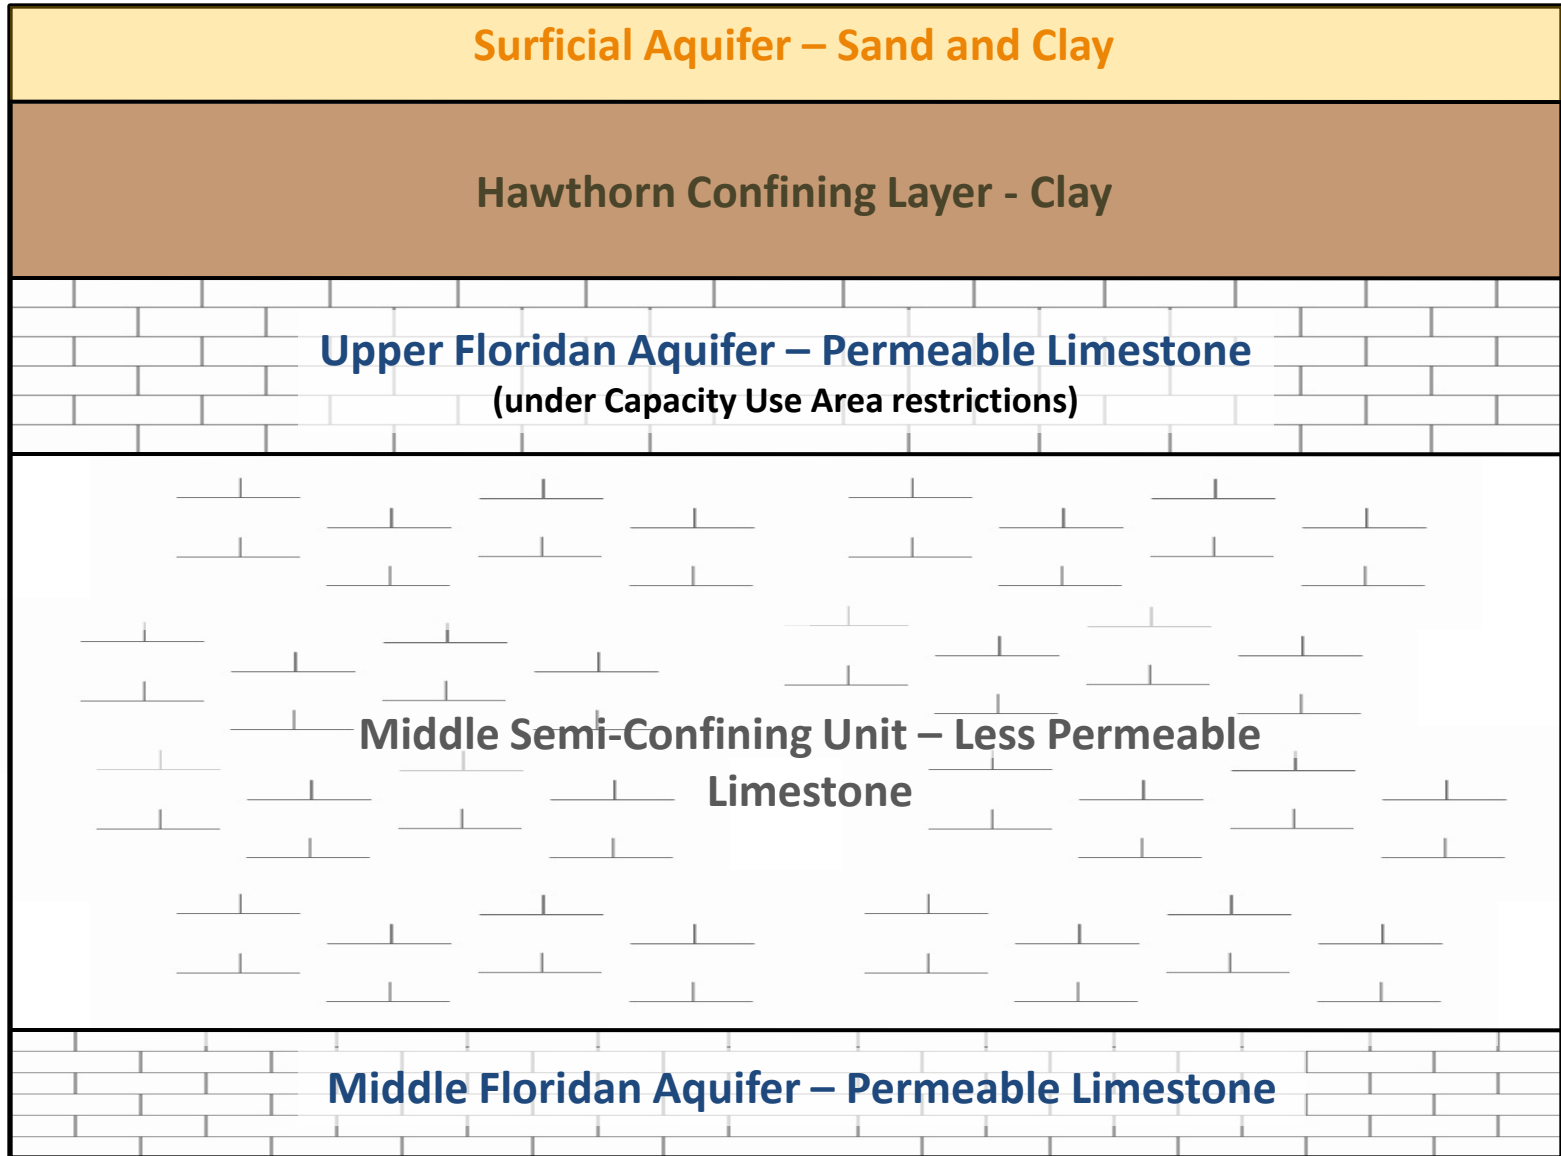 Surficial Aquifer – Sand and Clay
Hawthorn Confining Layer - Clay
Upper Floridan Aquifer – Permeable Limestone
(under Capacity Use Area restrictions)
Middle Semi-Confining Unit – Less Permeable
Limestone
Middle Floridan Aquifer – Permeable Limestone